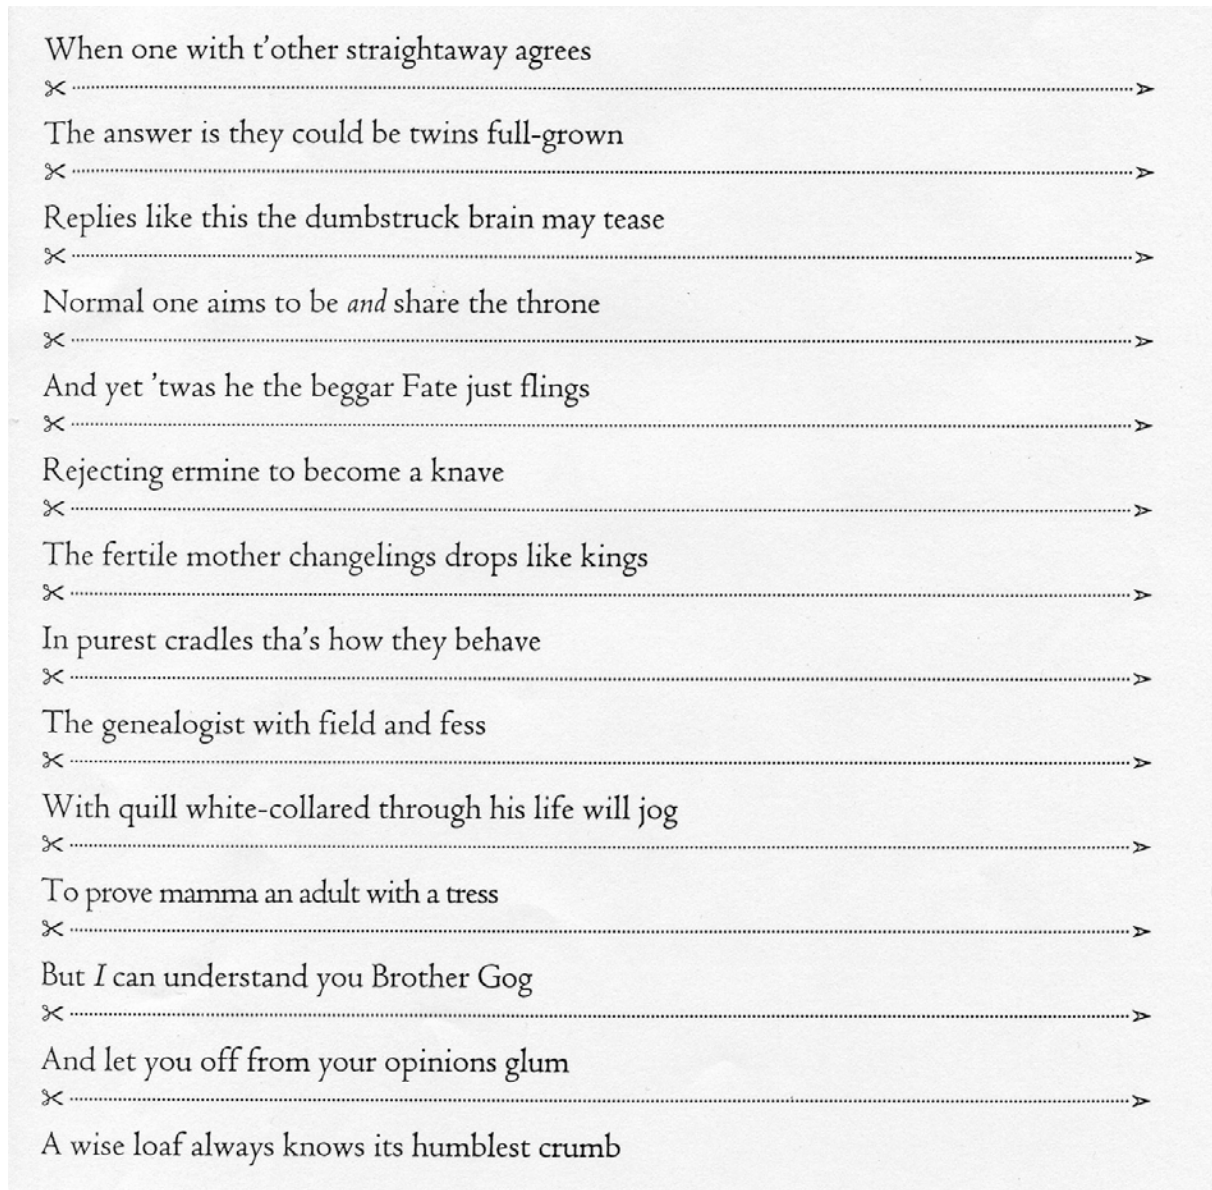 When one with t’other straightaway agrees
The answer is they could be twins full-grown
Replies like this the dumbstruck brain may tease
Normal one aims to be and share the throne
And yet ’twas he the beggar Fate just flings
Rejecting ermine to become a knave
The fertile mother changelings drops like kings
In purest cradles tha’s how they behave
The genealogist with field and fess
With quill white-collared through his life will jog
To prove mamma an adult with a tress
But I can understand you Brother Gog
And let you off from your opinions glum
A wise loaf always knows its humblest crumb